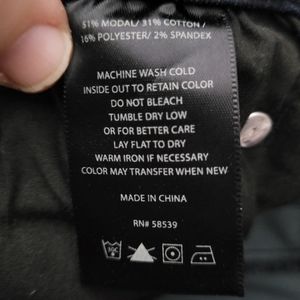 51% MODAL/ 31% COTTON /
16% POLYESTER/ 2% SPANDEX
MACHINE WASH COLD
INSIDE OUT TO RETAIN COLOR
DO NOT BLEACH
TUMBLE DRY LOW
OR FOR BETTER CARE
LAY FLAT TO DRY
WARM IRON IF NECESSARY
COLOR MAY TRANSFER WHEN NEW
MADE IN CHINA
RN# 58539